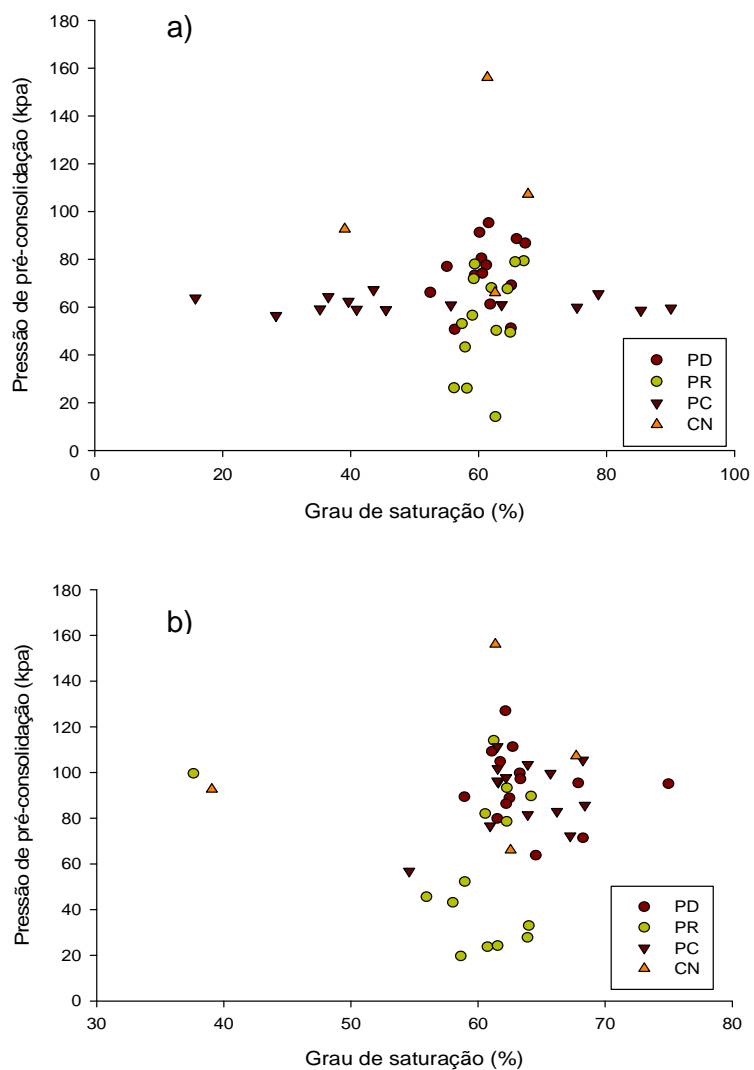 a)
180
160
140
120
100
80
60
40
20
0
Pressão de pré-consolidação (kpa)
PD
PR
PC
CN
0 20 40 60 80 100
Grau de saturação (%)
b)
180
160
140
120
100
80
60
40
20
0
Pressão de pré-consolidação (kpa)
PD
PR
PC
CN
30 40 50 60 70 80
Grau de saturação (%)